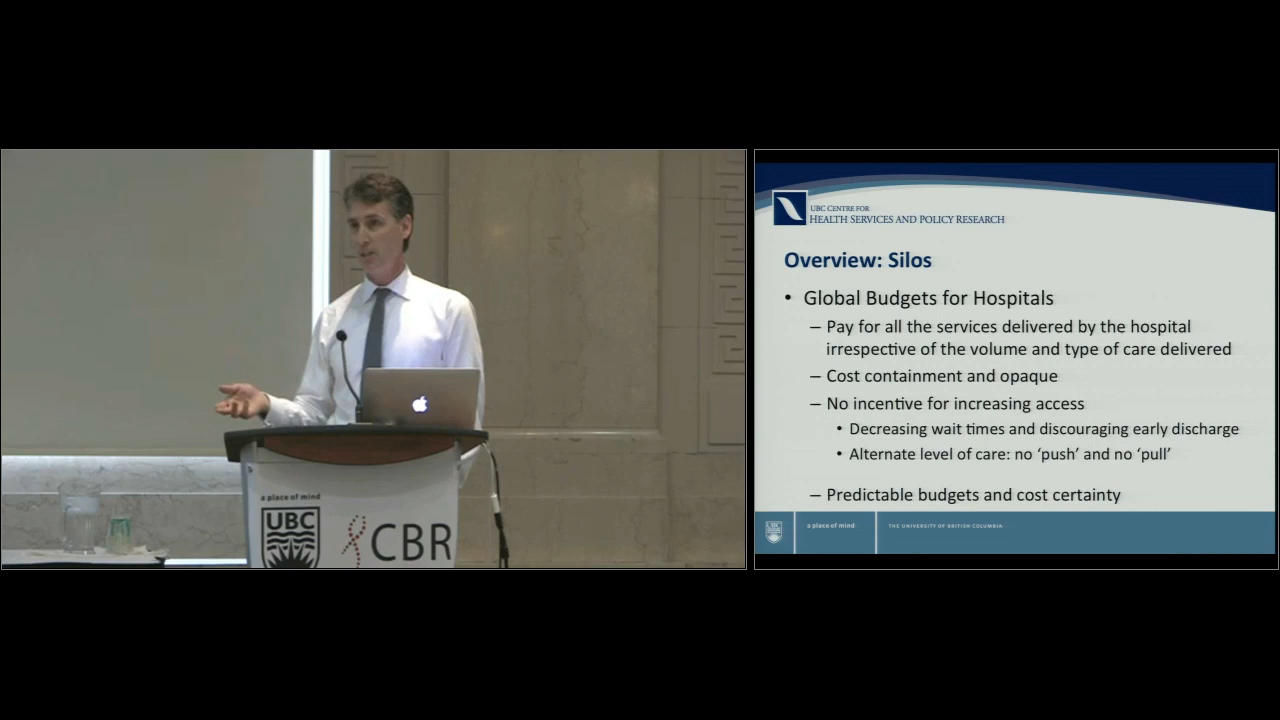 a place of mind
UBC
CBR
UBC CENTRE FOR
HEALTH SERVICES AND POLICY RESEARCH
Overview: Silos
• Global Budgets for Hospitals
– Pay for all the services delivered by the hospital
irrespective of the volume and type of care delivered
– Cost containment and opaque
– No incentive for increasing access
• Decreasing wait times and discouraging early discharge
• Alternate level of care: no ‘push’ and no ‘pull’
– Predictable budgets and cost certainty
UBC
a place of mind
THE UNIVERSITY OF BRITISH COLUMBIA